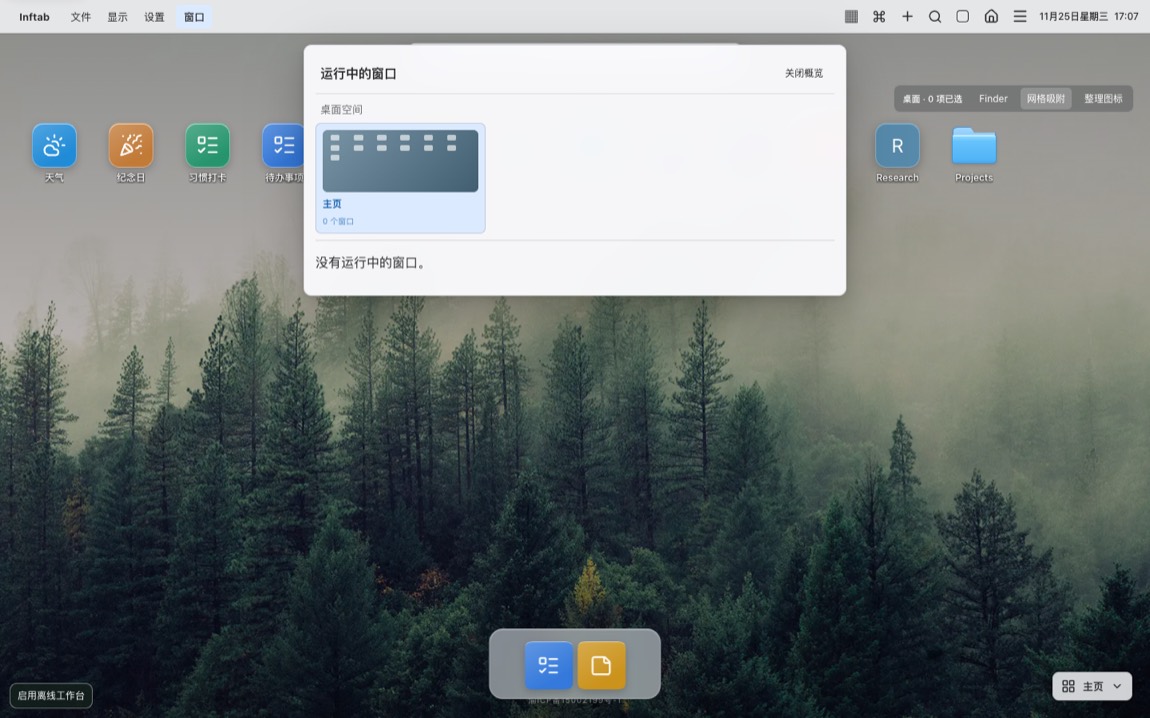 Inftab 文件 显示 设置 窗口 11月25日星期三 17:07
运行中的窗口 关闭概览
桌面空间
桌面 · 0 项已选 Finder 网格吸附 整理图标
R
天气 纪念日 习惯打卡 待办事项 Research Projects
主页
0 个窗口
没有运行中的窗口。
启用离线工作台 主页